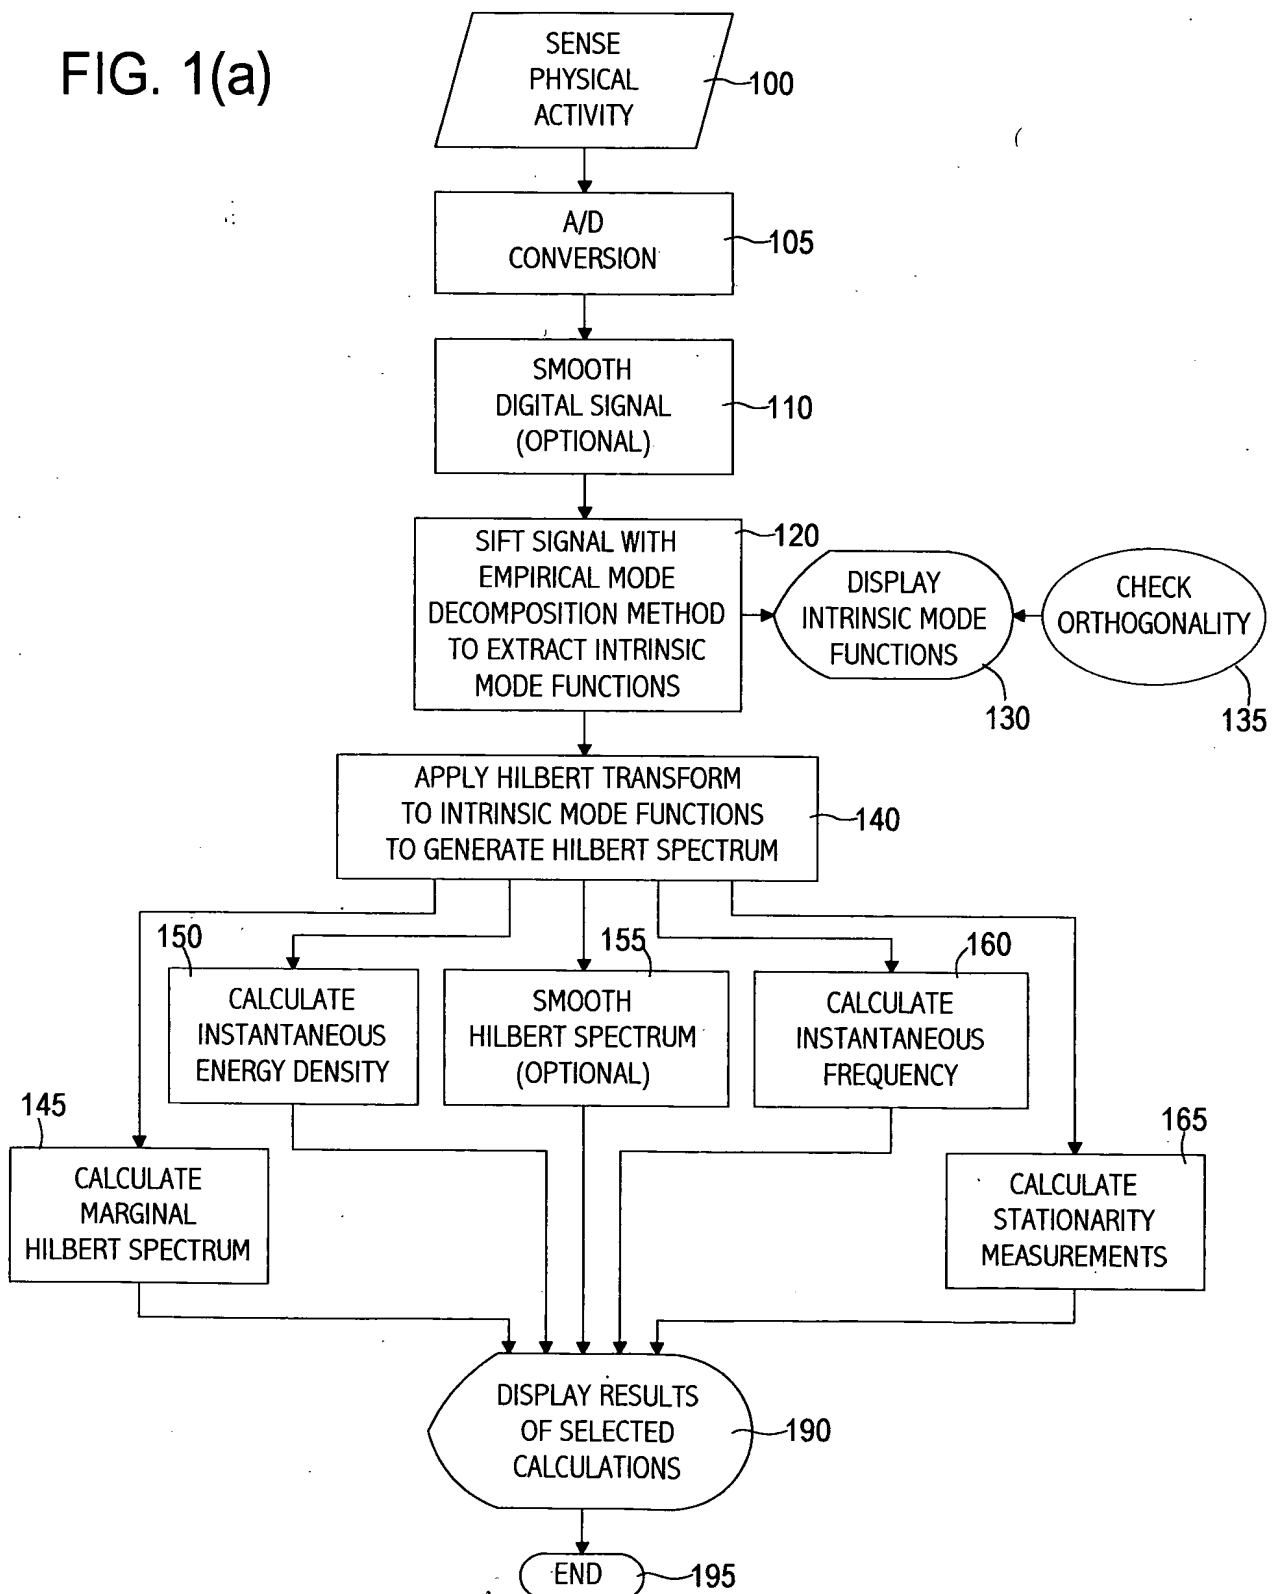 FIG. 1(a)
SENSE
PHYSICAL
ACTIVITY
100
A/D
CONVERSION
105
SMOOTH
DIGITAL SIGNAL
(OPTIONAL)
110
SIFT SIGNAL WITH
EMPIRICAL MODE
DECOMPOSITION METHOD
TO EXTRACT INTRINSIC
MODE FUNCTIONS
120
DISPLAY
INTRINSIC MODE
FUNCTIONS
130
CHECK
ORTHOGONALITY
135
APPLY HILBERT TRANSFORM
TO INTRINSIC MODE FUNCTIONS
TO GENERATE HILBERT SPECTRUM
140
150
CALCULATE
INSTANTANEOUS
ENERGY DENSITY
155
SMOOTH
HILBERT SPECTRUM
(OPTIONAL)
160
CALCULATE
INSTANTANEOUS
FREQUENCY
145
CALCULATE
MARGINAL
HILBERT SPECTRUM
165
CALCULATE
STATIONARITY
MEASUREMENTS
DISPLAY RESULTS
OF SELECTED
CALCULATIONS
190
END
195